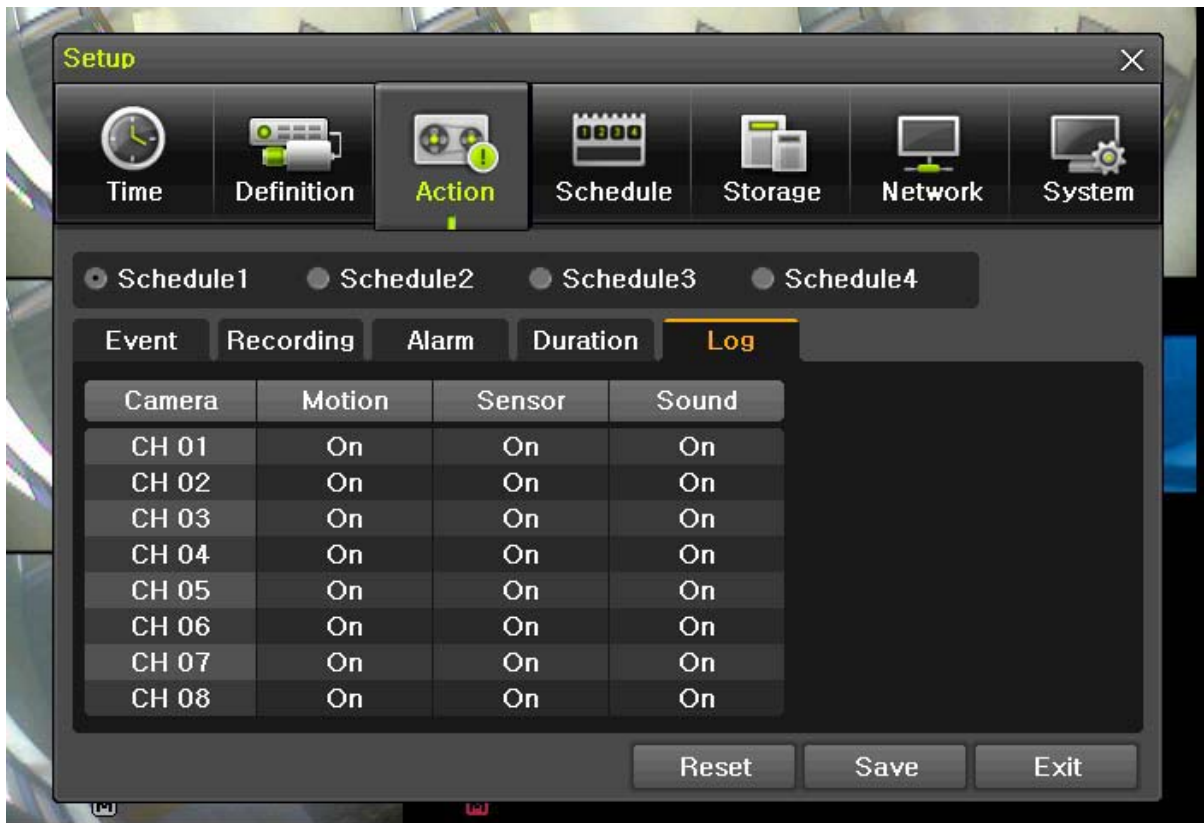 Setup
Time Definition Action Schedule Storage Network System
Schedule1 Schedule2 Schedule3 Schedule4
Event Recording Alarm Duration Log
Camera Motion Sensor Sound
CH 01 On On On
CH 02 On On On
CH 03 On On On
CH 04 On On On
CH 05 On On On
CH 06 On On On
CH 07 On On On
CH 08 On On On
Reset Save Exit